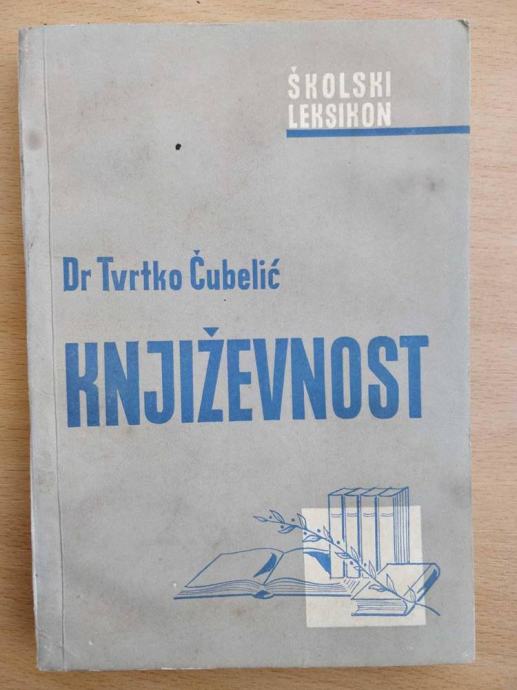 ŠKOLSKI
LEKSIKON
Dr Tvrtko Čubelić
KNJIŽEVNOST